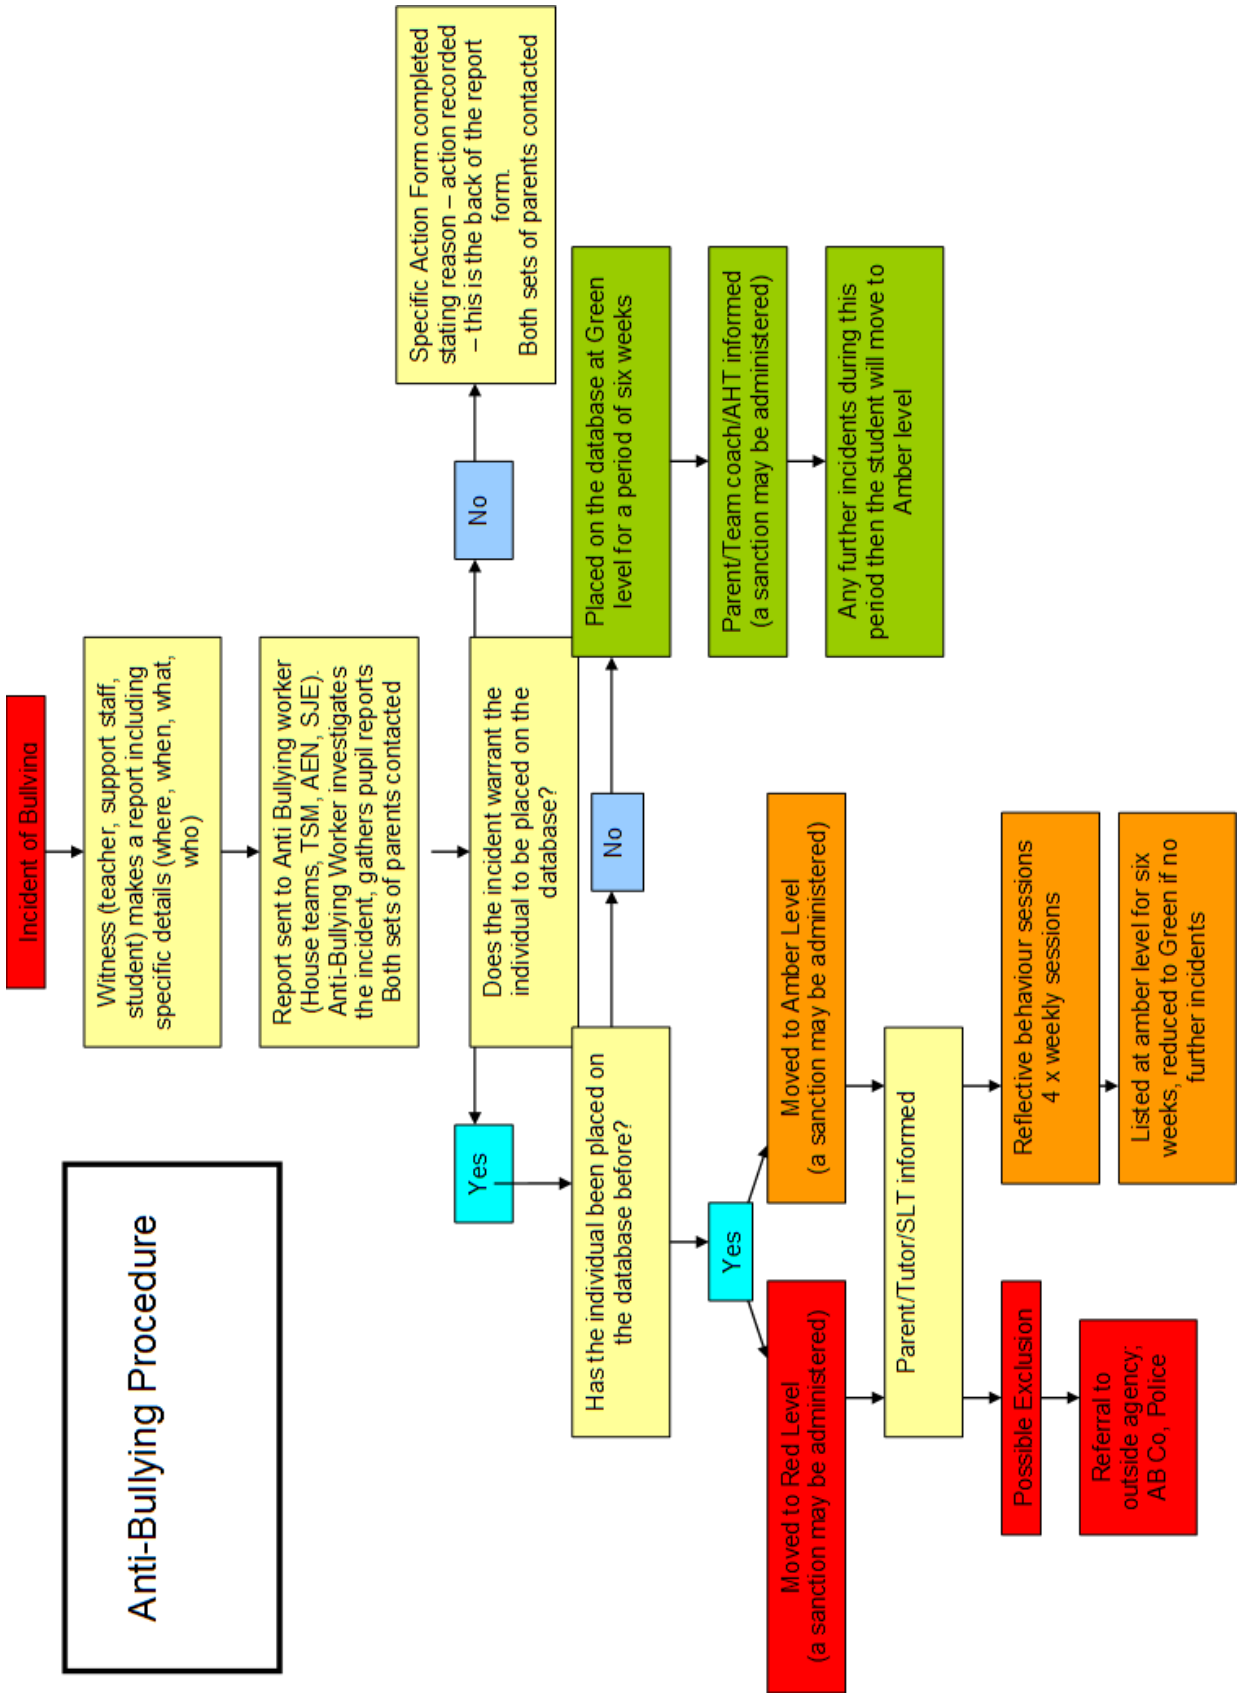 Anti-Bullying Procedure
Incident of Bullying
Witness (teacher, support staff,
student) makes a report including
specific details (where, when, what,
who)
Report sent to Anti Bullying worker
(House teams, TSM, AEN, SJE).
Anti-Bullying Worker investigates
the incident, gathers pupil reports
Both sets of parents contacted
Does the incident warrant the
individual to be placed on the
database?
No
Specific Action Form completed
stating reason – action recorded
– this is the back of the report
form.
Both sets of parents contacted
Yes
Has the individual been placed on
the database before?
No
Placed on the database at Green
level for a period of six weeks
Parent/Team coach/AHT informed
(a sanction may be administered)
Any further incidents during this
period then the student will move to
Amber level
Yes
Moved to Red Level
(a sanction may be administered)
Moved to Amber Level
(a sanction may be administered)
Parent/Tutor/SLT informed
Possible Exclusion
Referral to
outside agency;
AB Co, Police
Reflective behaviour sessions
4 x weekly sessions
Listed at amber level for six
weeks, reduced to Green if no
further incidents